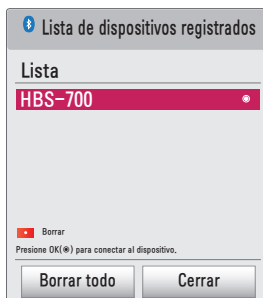 Lista de dispositivos registrados
Lista
HBS-700
Borrar
Presione OK(◉) para conectar al dispositivo.
Borrar todo
Cerrar